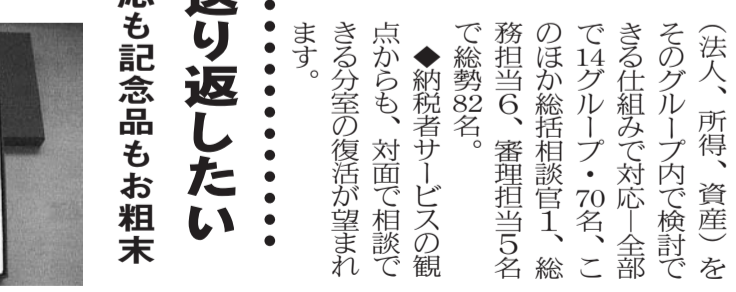 （法人、所得、資産）を
そのグループ内で検討で
きる仕組みで対応―全部
で14グループ・70名、こ
のほか総括相談官1、総
務担当6、審理担当5名
で総勢82名。
◆納税者サービスの観
点からも、対面で相談で
きる分室の復活が望まれ
ます。
り返したい
も記念品もお粗末